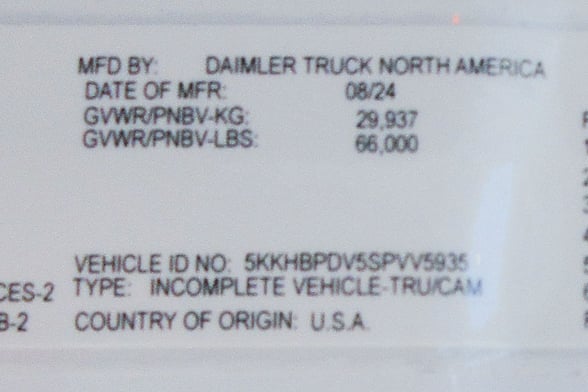 MFD BY: DAIMLER TRUCK NORTH AMERICA
DATE OF MFR: 08/24
GVWR/PNBV-KG: 29,937
GVWR/PNBV-LBS: 66,000
VEHICLE ID NO: 5KKHBPDV5SPVV5935
CES-2 TYPE: INCOMPLETE VEHICLE-TRU/CAM
B-2 COUNTRY OF ORIGIN: U.S.A.